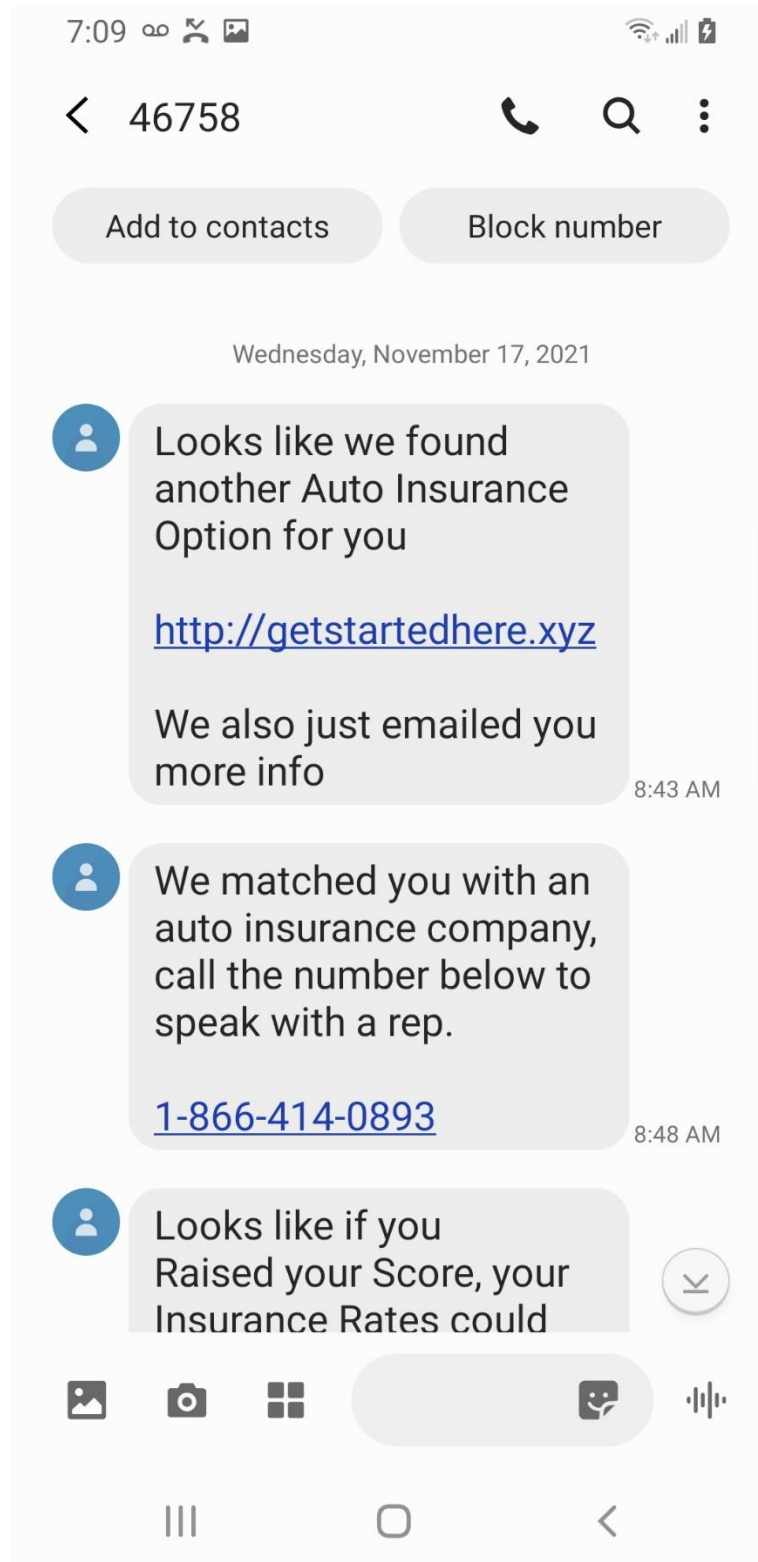 7:09
46758
Add to contacts
Block number
Wednesday, November 17, 2021
Looks like we found
another Auto Insurance
Option for you
http://getstartedhere.xyz
We also just emailed you
more info
8:43 AM
We matched you with an
auto insurance company,
call the number below to
speak with a rep.
1-866-414-0893
8:48 AM
Looks like if you
Raised your Score, your
Insurance Rates could